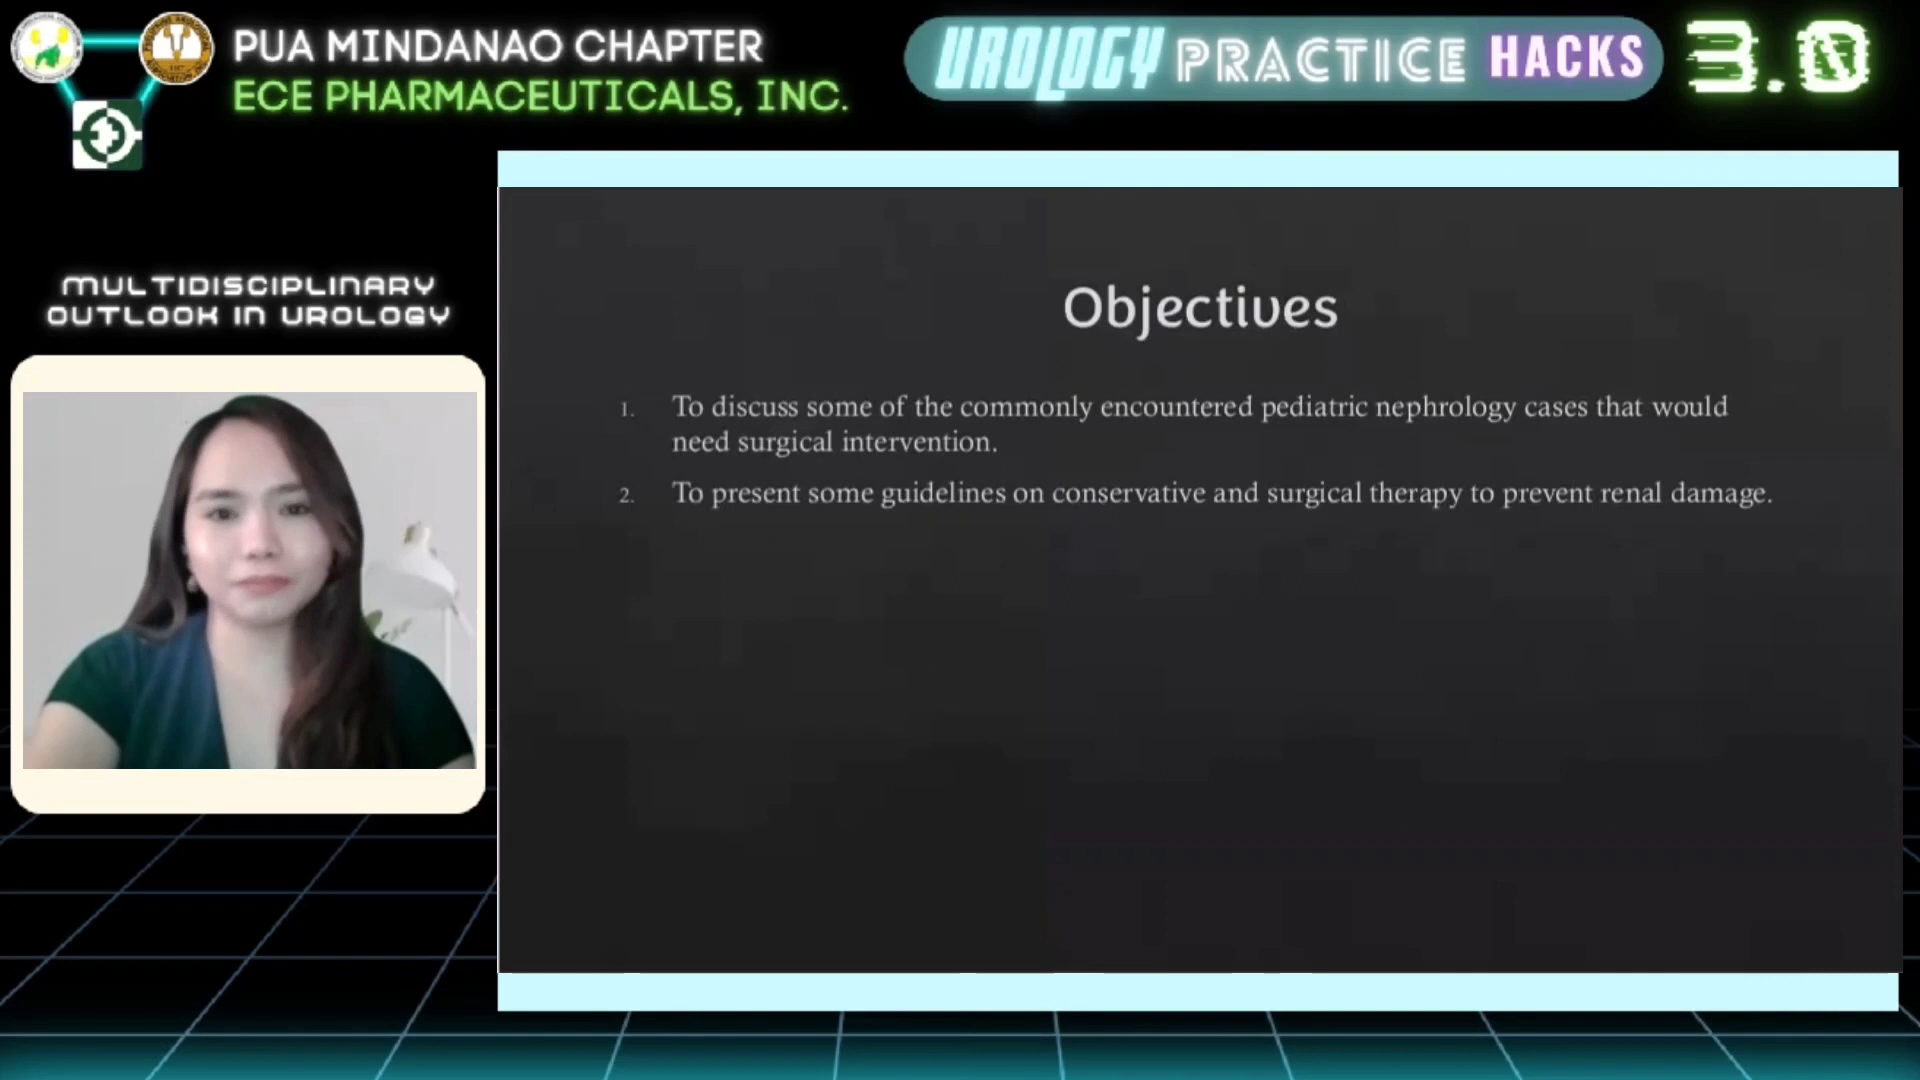 PUA MINDANAO CHAPTER
ECE PHARMACEUTICALS, INC.
UROLOGY PRACTICE HACKS 3.0
MULTIDISCIPLINARY
OUTLOOK IN UROLOGY
Objectives
1. To discuss some of the commonly encountered pediatric nephrology cases that would
need surgical intervention.
2. To present some guidelines on conservative and surgical therapy to prevent renal damage.